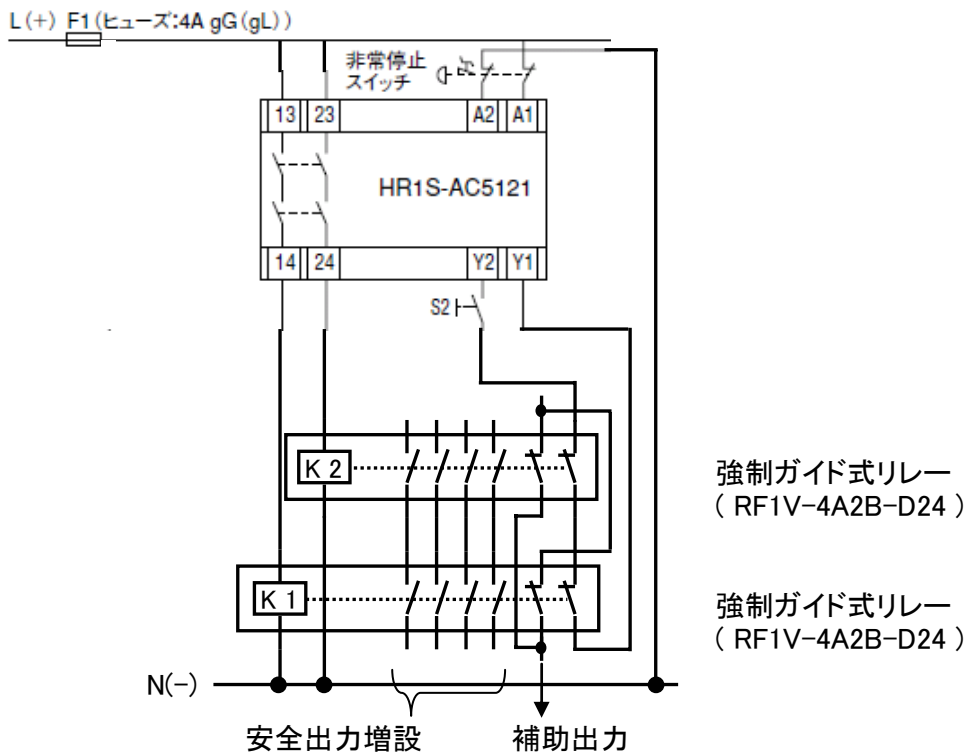 L(+) F1(ヒューズ:4A gG(gL))
非常停止
スイッチ
13 23 A2 A1
HR1S-AC5121
14 24 Y2 Y1
S2
K 2
強制ガイド式リレー
( RF1V-4A2B-D24 )
K 1
強制ガイド式リレー
( RF1V-4A2B-D24 )
N(-)
安全出力増設 補助出力